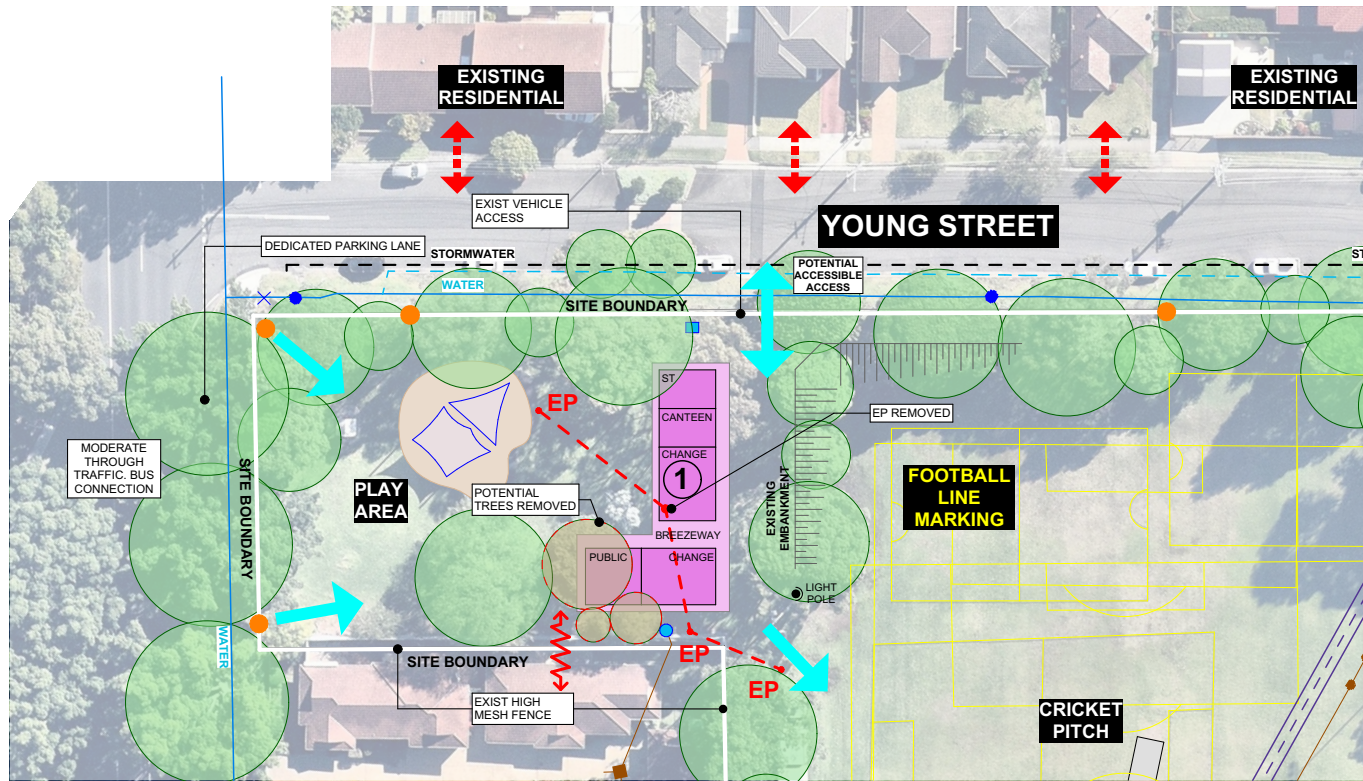 EXISTING
RESIDENTIAL
EXISTING
RESIDENTIAL
EXIST VEHICLE
ACCESS
YOUNG STREET
DEDICATED PARKING LANE
STORMWATER
ST
POTENTIAL
ACCESSIBLE
ACCESS
WATER
SITE BOUNDARY
ST
EP
CANTEEN
EP REMOVED
MODERATE
THROUGH
TRAFFIC. BUS
CONNECTION
SITE BOUNDARY
CHANGE
1
PLAY
AREA
POTENTIAL
TREES REMOVED
EXISTING
EMBANKMENT
FOOTBALL
LINE
MARKING
BREEZEWAY
PUBLIC
CHANGE
LIGHT
POLE
WATER
SITE BOUNDARY
EP
EP
EXIST HIGH
MESH FENCE
CRICKET
PITCH